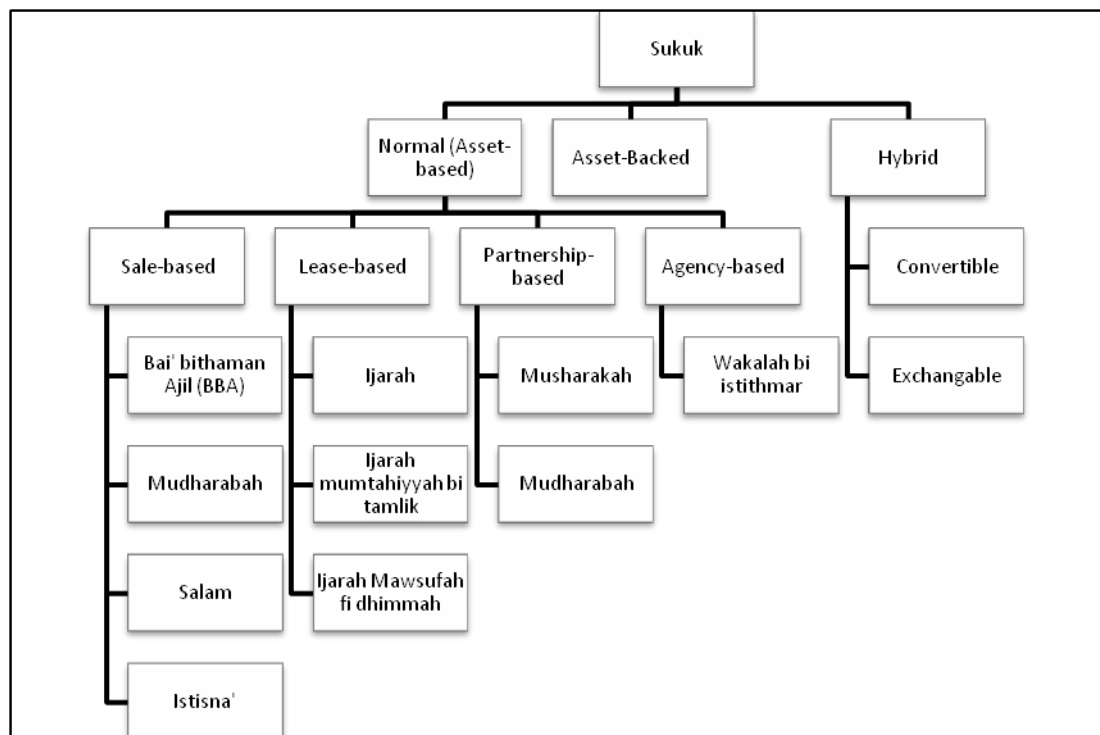 Sukuk
Normal (Asset-
based)
Asset-Backed
Hybrid
Sale-based
Lease-based
Partnership-
based
Agency-based
Convertible
Bai' bithaman
Ajil (BBA)
Ijarah
Musharakah
Wakalah bi
istithmar
Exchangable
Mudharabah
Ijarah
mumtahiyyah bi
tamlik
Mudharabah
Salam
Ijarah Mawsufah
fi dhimmah
Istisna'